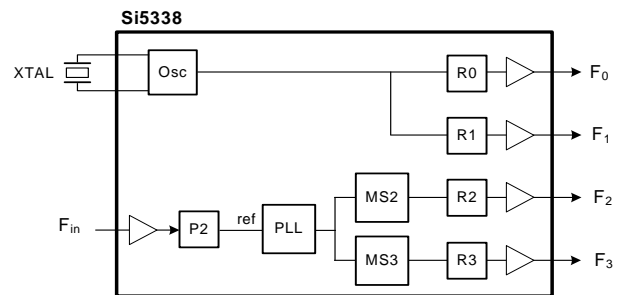 Si5338
XTAL
Osc
R0
F0
R1
F1
MS2
R2
F2
Fin
P2
ref
PLL
MS3
R3
F3